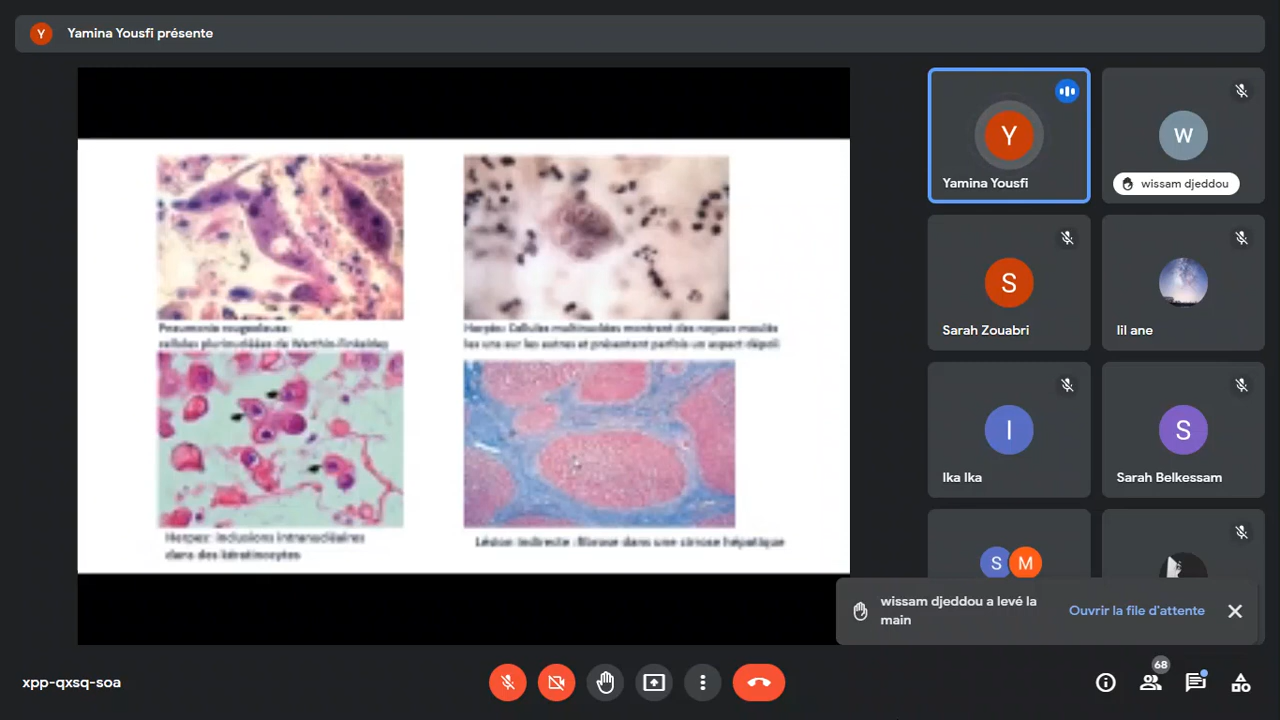 Y
Yamina Yousfi présente
Pneumonie rougeoleuse:
cellules plurinucléées de Warthin-Finkeldey
Herpès: Cellules multinuclées montrant des noyaux moulés
les uns sur les autres et présentant parfois un aspect dépoli
Herpes: inclusions intranucléaires
dans des kératinocytes
Lésion indirecte : fibrose dans une cirrose hépatique
Y
Yamina Yousfi
w
wissam djeddou
S
Sarah Zouabri
lil ane
I
Ika Ika
S
Sarah Belkessam
S
M
wissam djeddou a levé la
main
Ouvrir la file d'attente
xpp-qxsq-soa
68